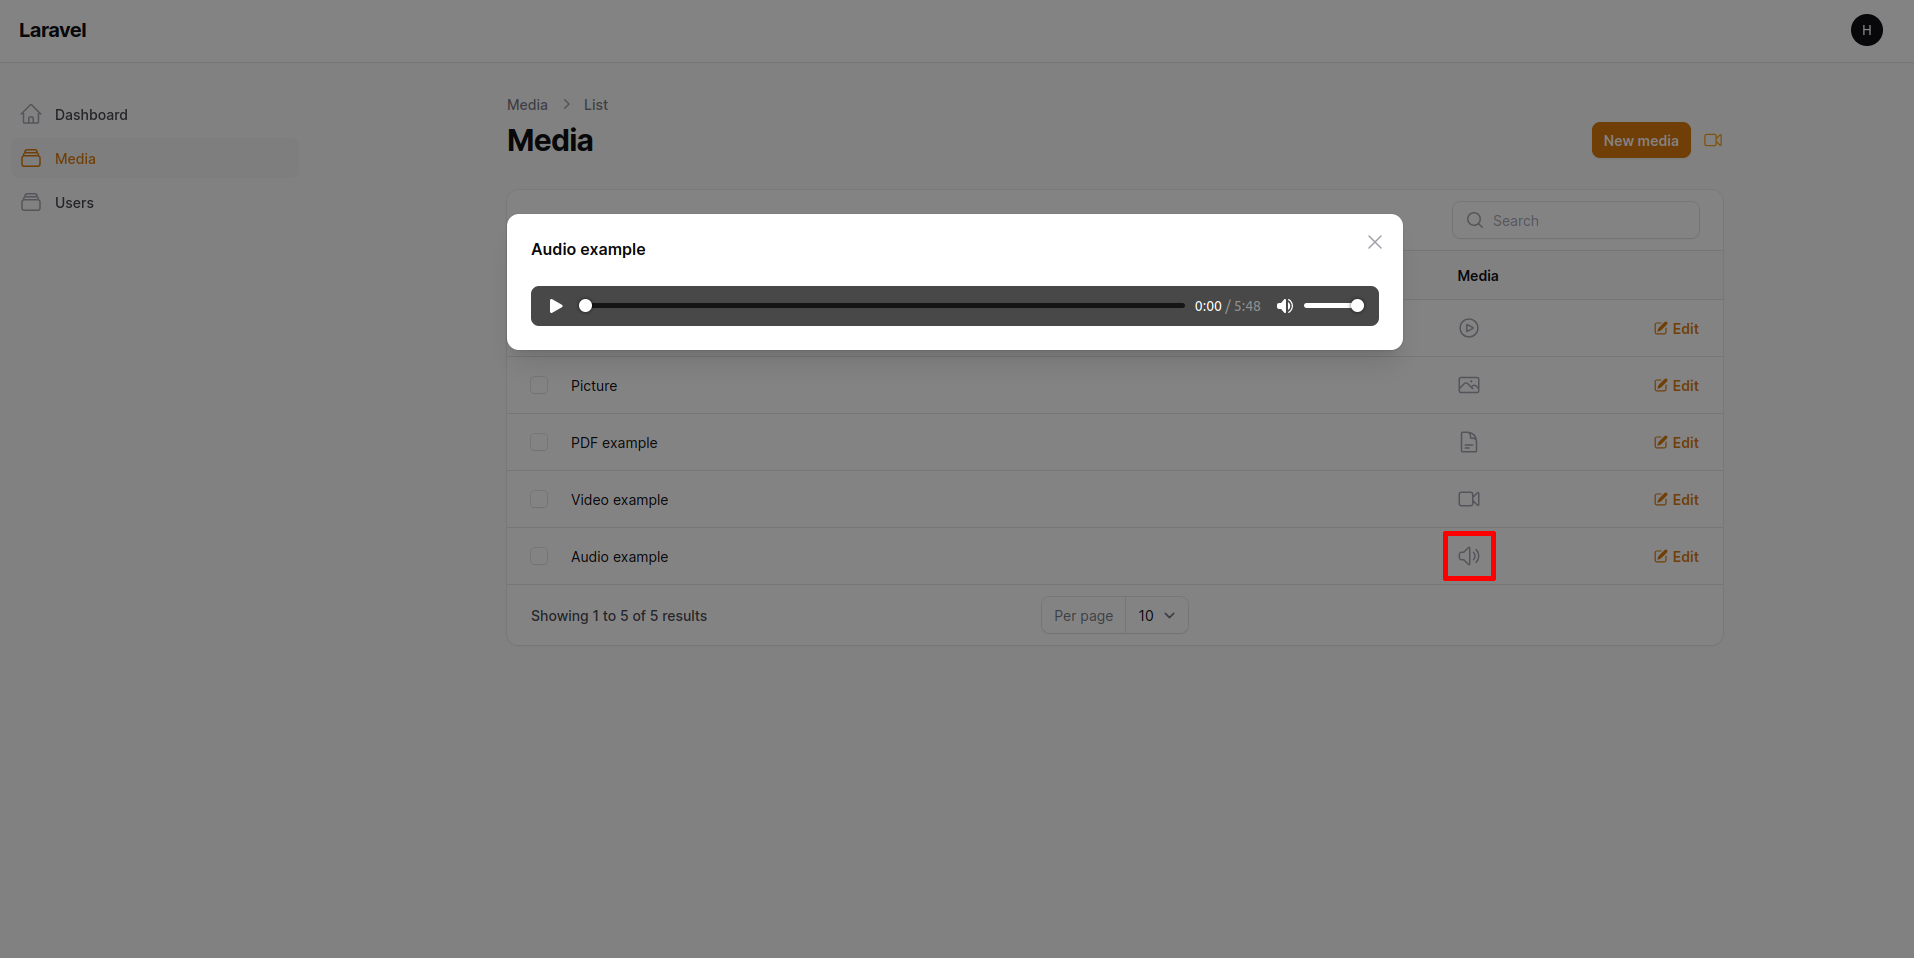 Laravel
H
Dashboard
Media
Users
Media List
Media
New media
Search
Audio example
0:00 / 5:48
Media
Edit
Picture Edit
PDF example Edit
Video example Edit
Audio example Edit
Showing 1 to 5 of 5 results Per page 10